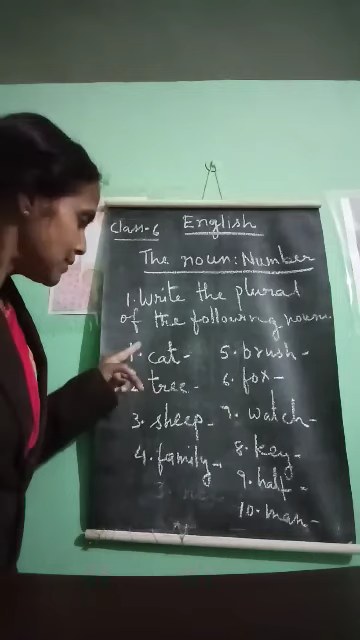 Class-6 English
The noun: Number
1. Write the plural
of the following nouns.
1. cat-
2. tree-
3. sheep-
4. family-
5. brush-
6. fox-
7. watch-
8. key-
9. half-
10. man-